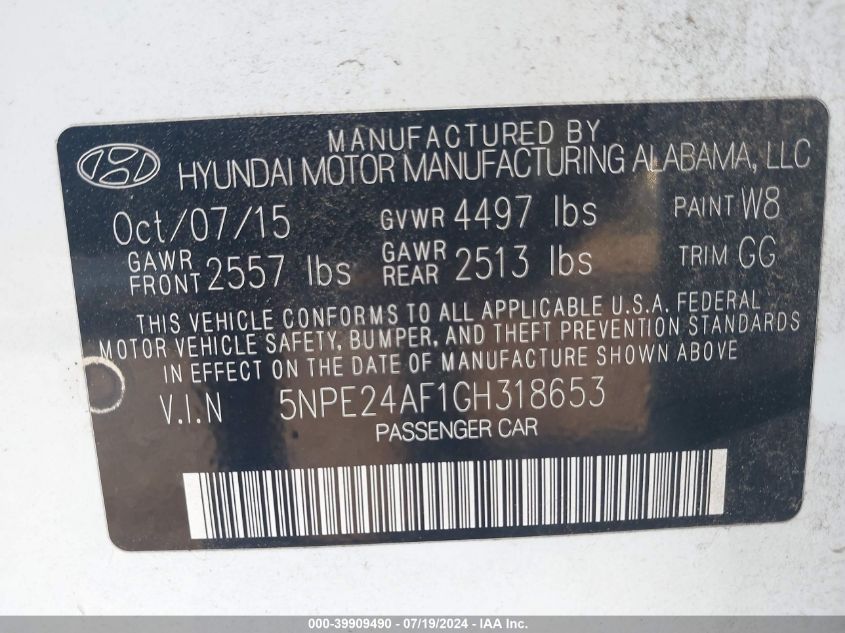 MANUFACTURED BY
HYUNDAI MOTOR MANUFACTURING ALABAMA, LLC
Oct/07/15 GVWR 4497 lbs PAINT W8
GAWR FRONT 2557 lbs GAWR REAR 2513 lbs TRIM GG
THIS VEHICLE CONFORMS TO ALL APPLICABLE U.S.A. FEDERAL
MOTOR VEHICLE SAFETY, BUMPER, AND THEFT PREVENTION STANDARDS
IN EFFECT ON THE DATE OF MANUFACTURE SHOWN ABOVE
V.I.N 5NPE24AF1GH318653
PASSENGER CAR
000-39909490 - 07/19/2024 - IAA Inc.